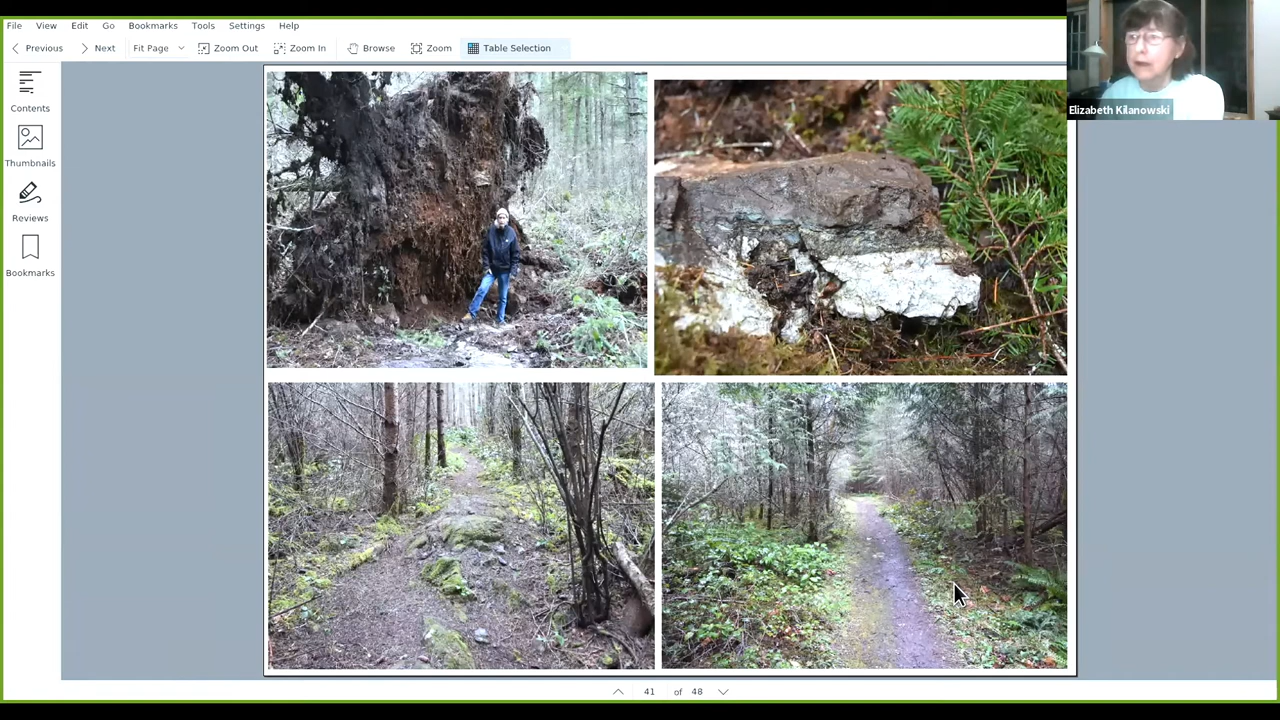 File View Edit Go Bookmarks Tools Settings Help
Previous Next Fit Page Zoom Out Zoom In Browse Zoom Table Selection
Elizabeth Kilanowski
Contents
Thumbnails
Reviews
Bookmarks
41 of 48